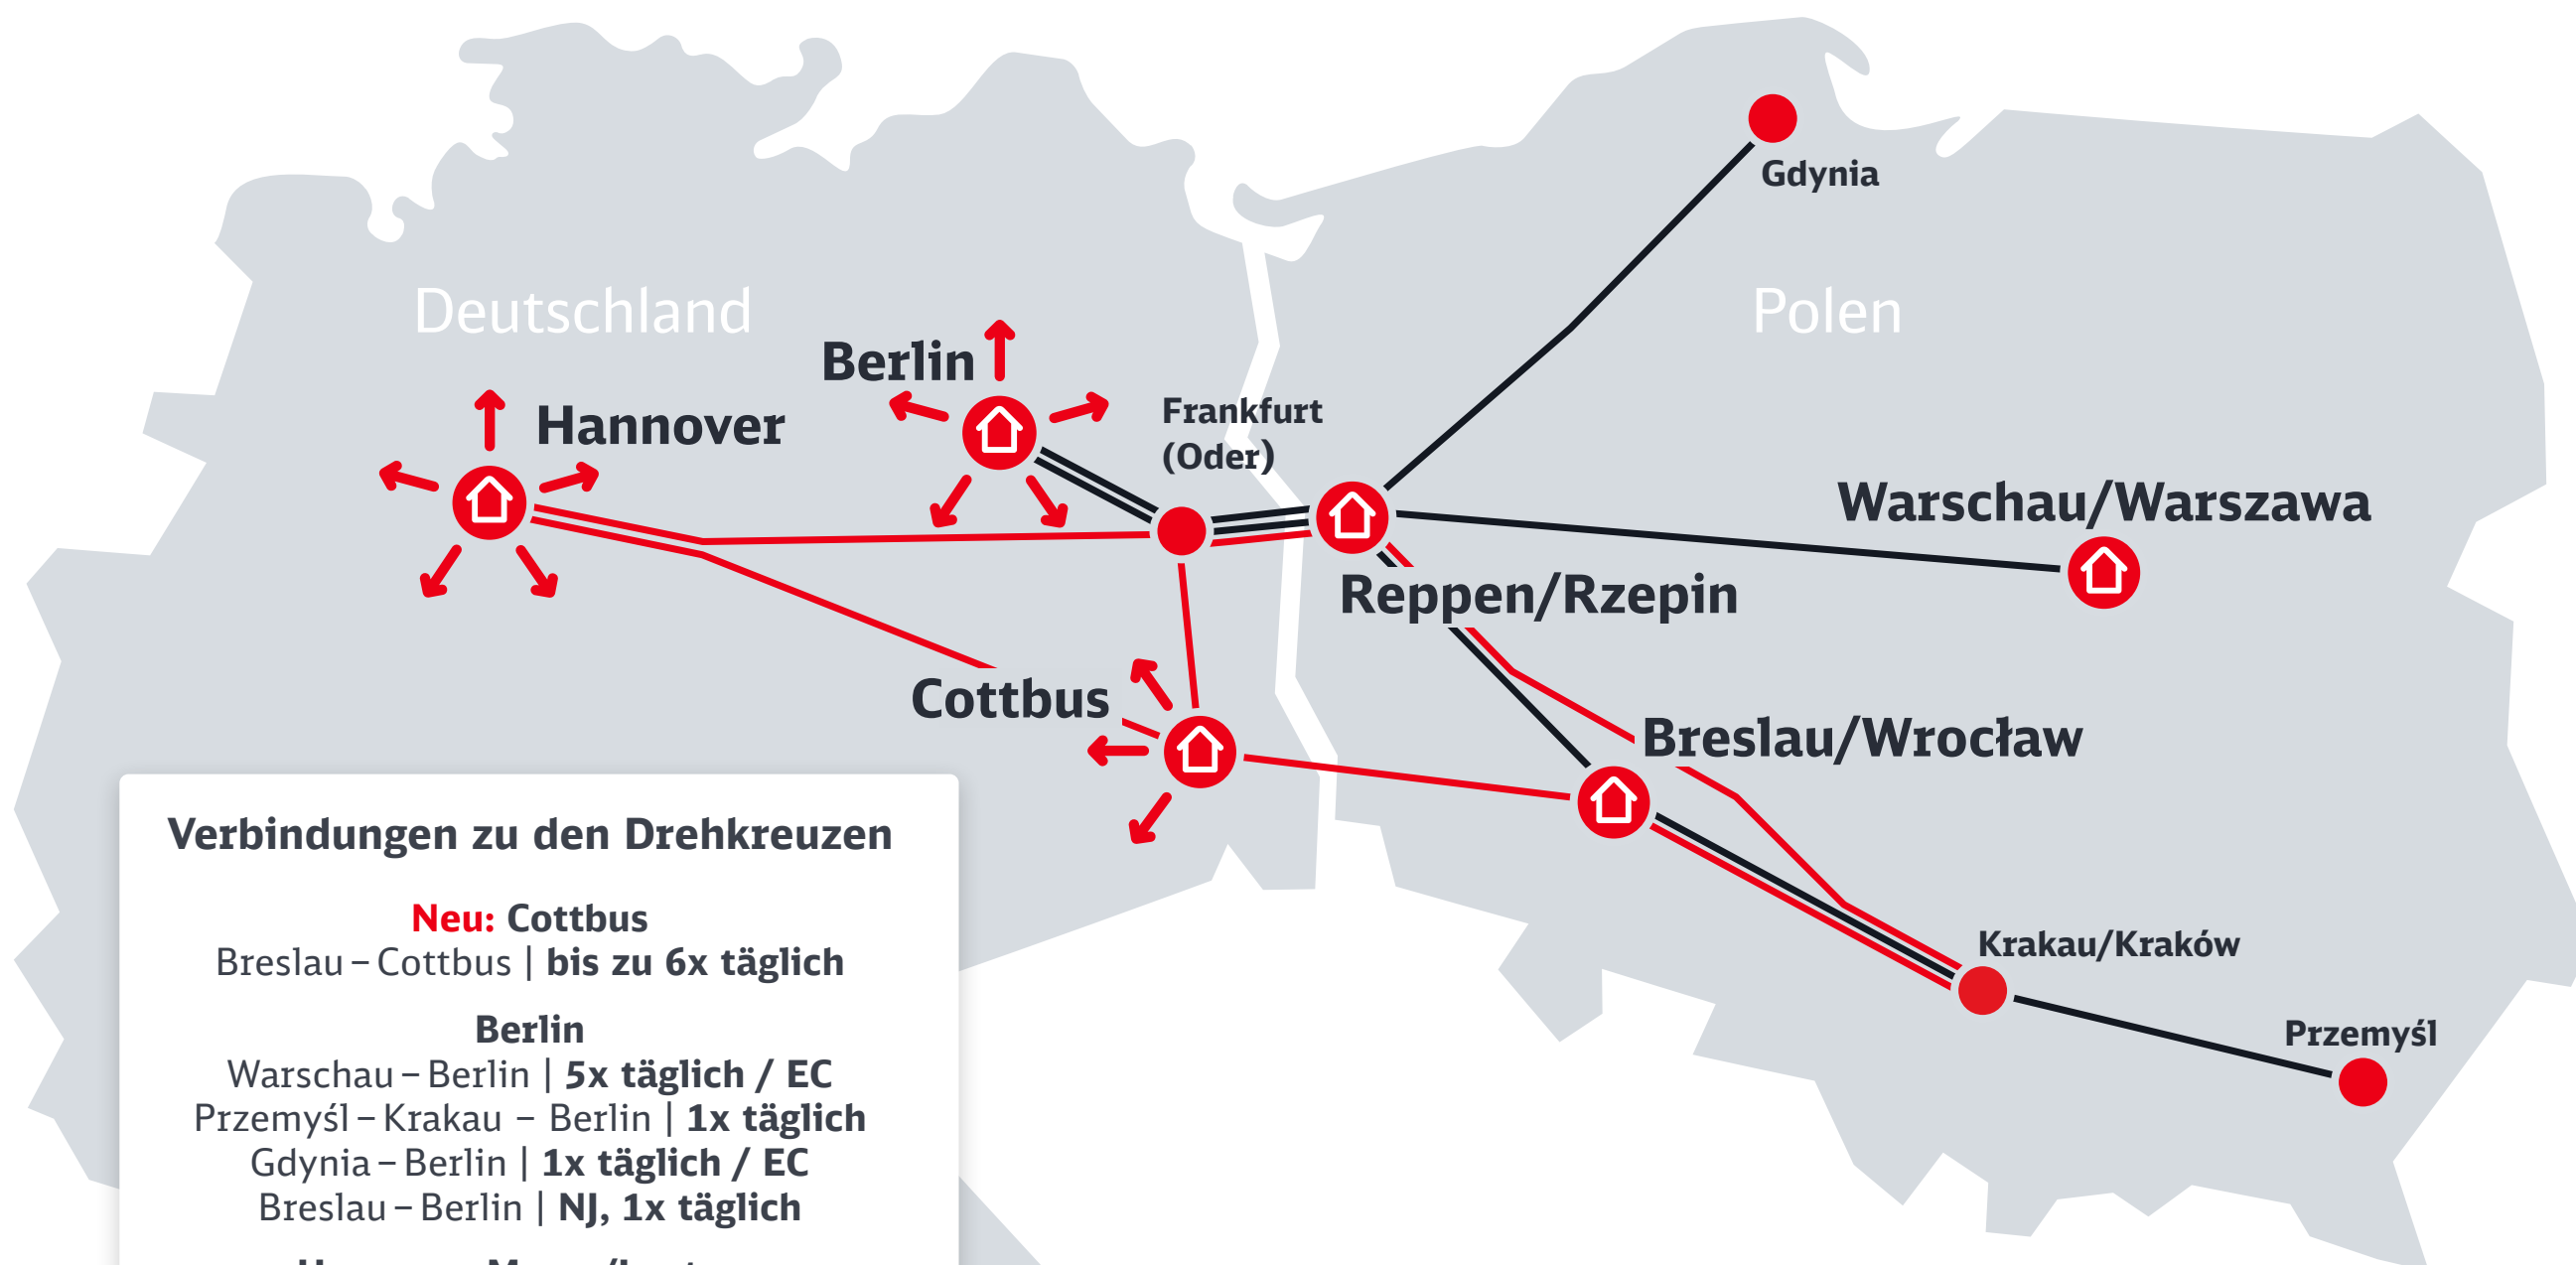 Gdynia
Deutschland
Polen
Berlin
Hannover
Frankfurt
(Oder)
Warschau/Warszawa
Reppen/Rzepin
Cottbus
Breslau/Wrocław
Krakau/Kraków
Przemyśl
Verbindungen zu den Drehkreuzen
Neu: Cottbus
Breslau – Cottbus | bis zu 6x täglich
Berlin
Warschau – Berlin | 5x täglich / EC
Przemyśl – Krakau – Berlin | 1x täglich
Gdynia – Berlin | 1x täglich / EC
Breslau – Berlin | NJ, 1x täglich